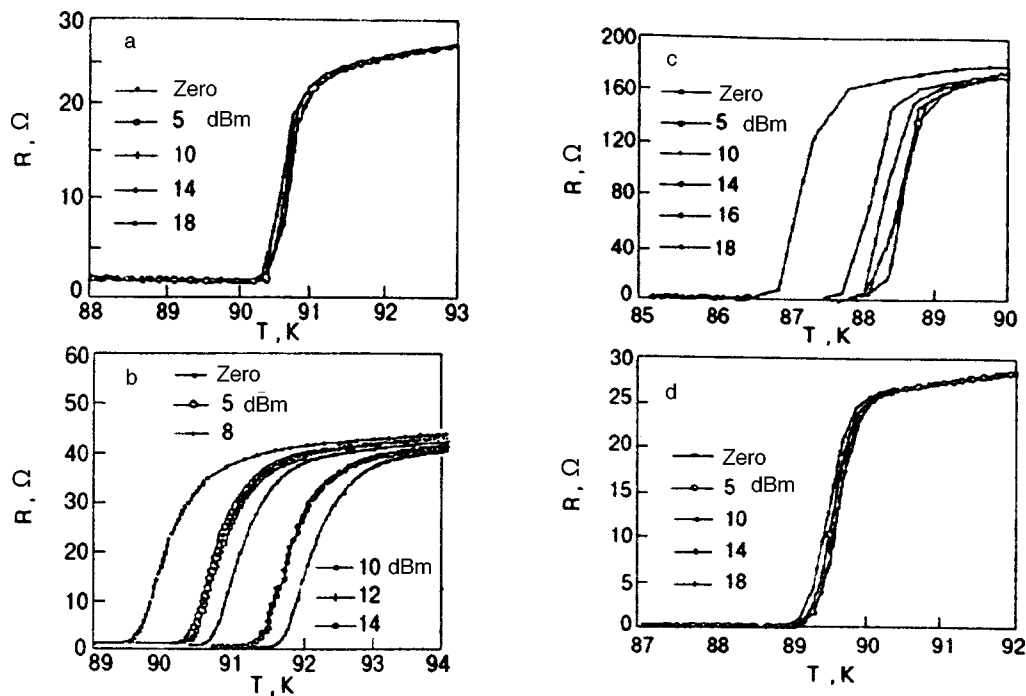 a
30
20
10
0
R, Ω
Zero
5 dBm
10
14
18
88 89 90 91 92 93
T, K
c
200
160
120
80
40
0
R, Ω
Zero
5 dBm
10
14
16
18
85 86 87 88 89 90
T, K
b
60
50
40
30
20
10
0
R, Ω
Zero
5 dBm
8
10 dBm
12
14
89 90 91 92 93 94
T, K
d
30
25
20
15
10
5
0
R, Ω
Zero
5 dBm
10
14
18
87 88 89 90 91 92
T, K